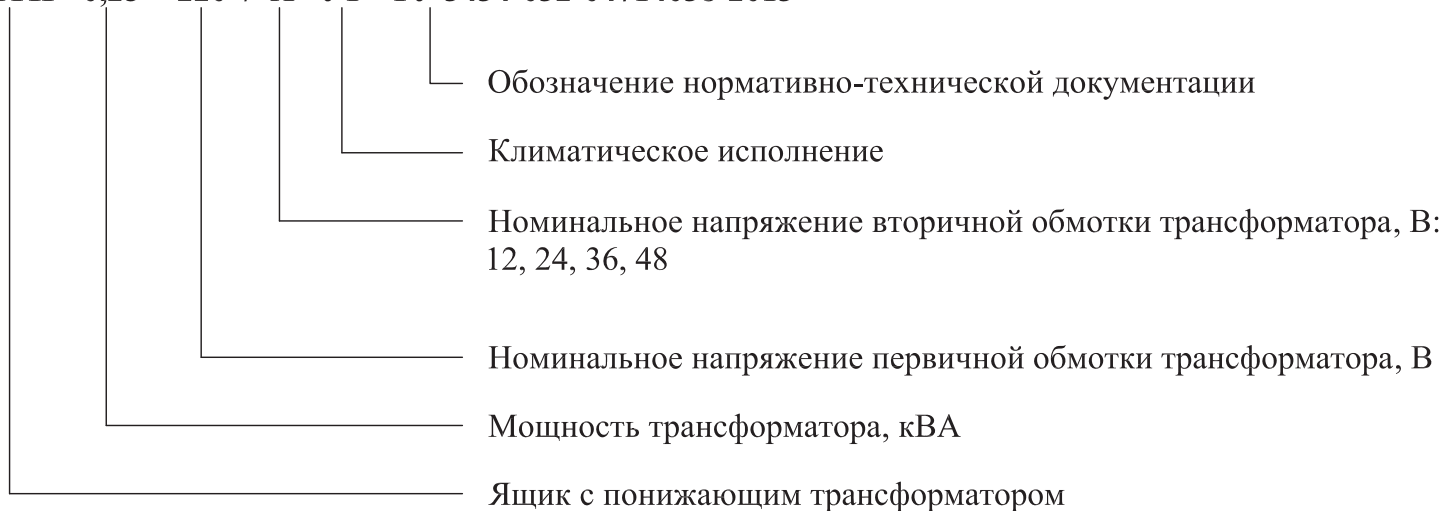 Обозначение нормативно-технической документации
Климатическое исполнение
Номинальное напряжение вторичной обмотки трансформатора, В:
12, 24, 36, 48
Номинальное напряжение первичной обмотки трансформатора, В
Мощность трансформатора, кВА
Ящик с понижающим трансформатором